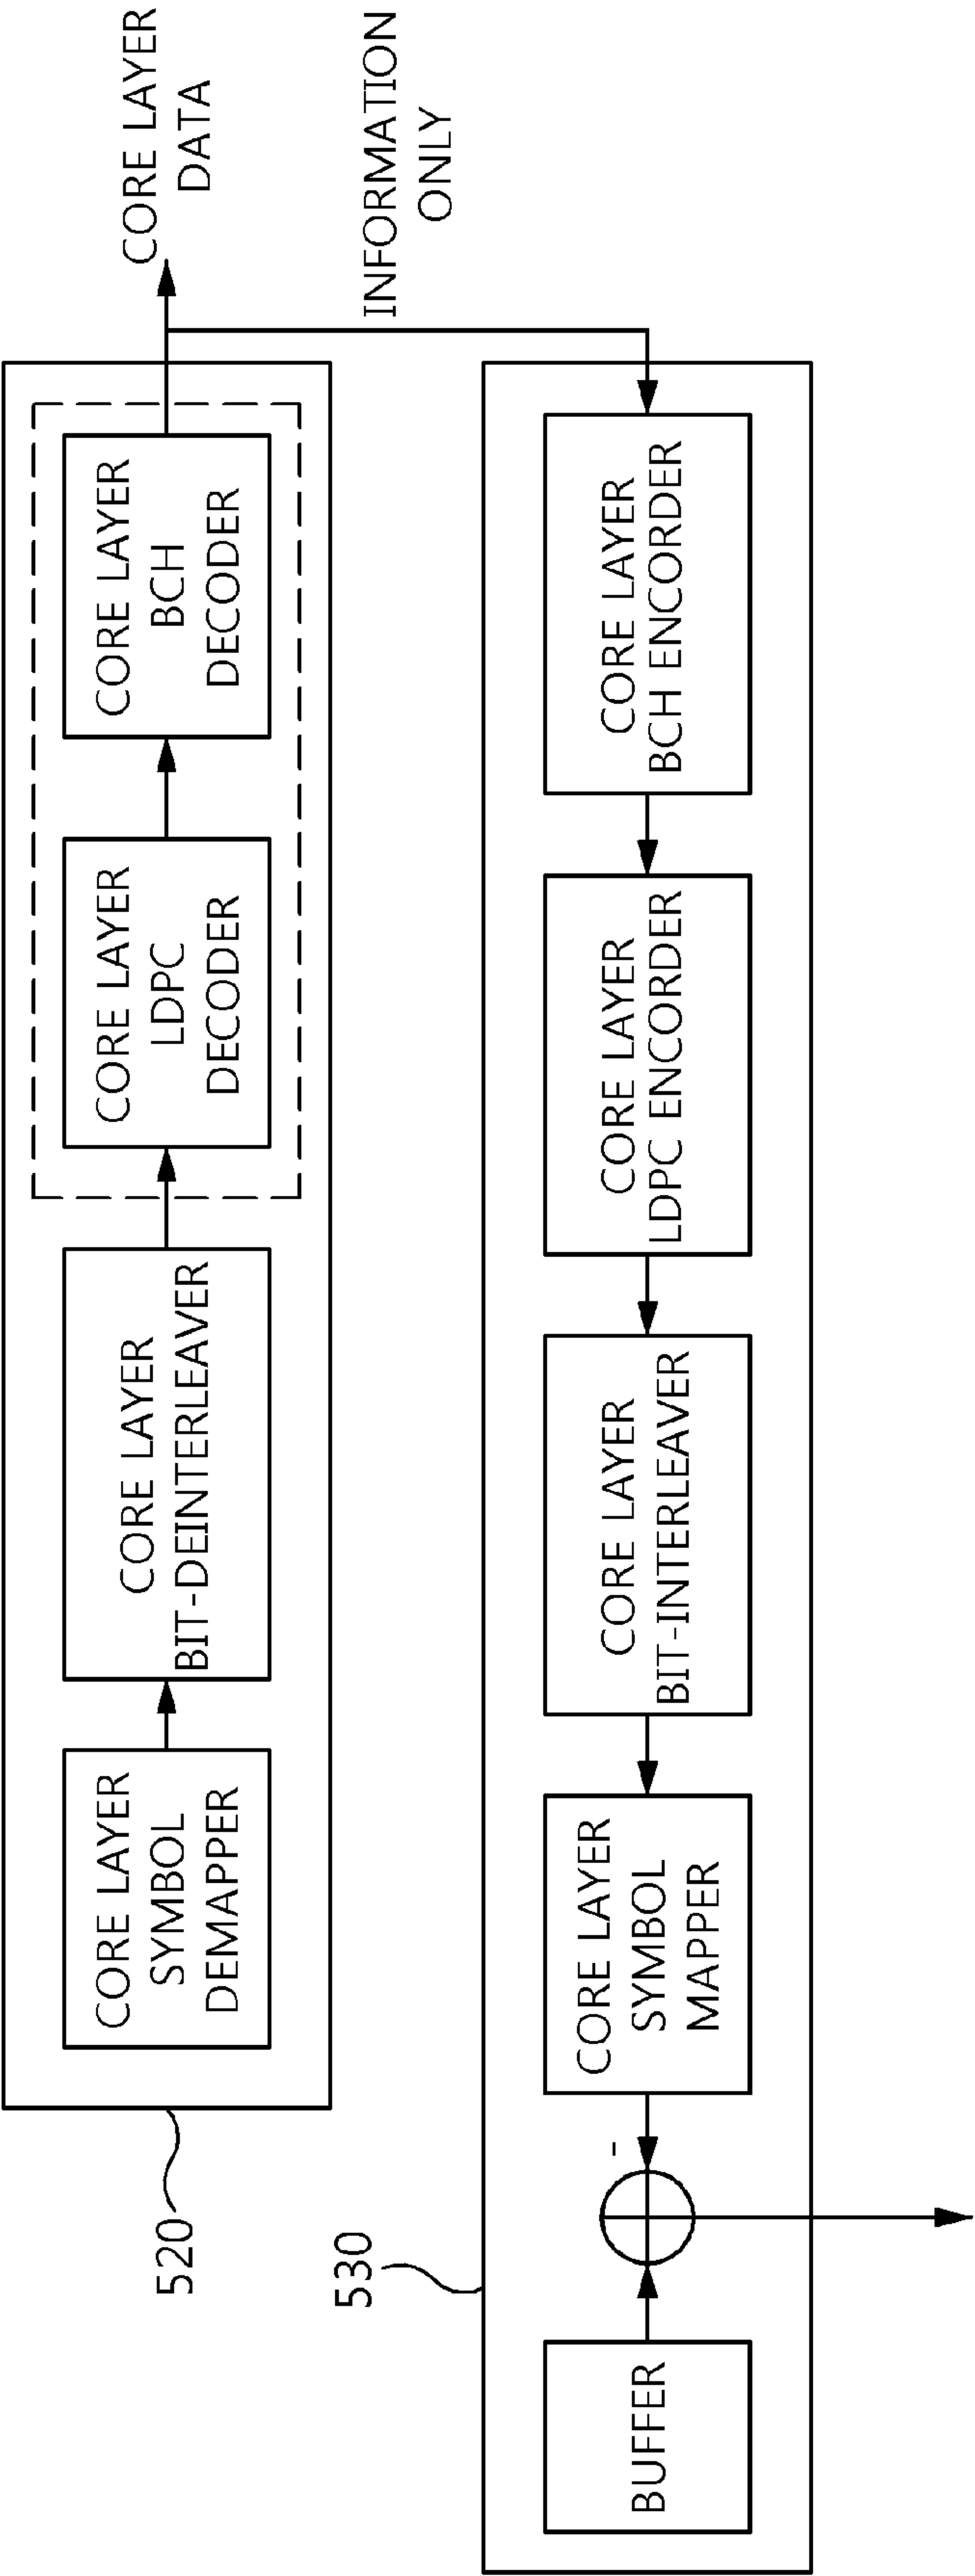 520
CORE LAYER
SYMBOL
DEMAPPER
CORE LAYER
BIT-DEINTERLEAVER
CORE LAYER
LDPC
DECODER
CORE LAYER
BCH
DECODER
CORE LAYER
DATA
INFORMATION
ONLY
530
BUFFER
-
CORE LAYER
SYMBOL
MAPPER
CORE LAYER
BIT-INTERLEAVER
CORE LAYER
LDPC ENCORDER
CORE LAYER
BCH ENCORDER